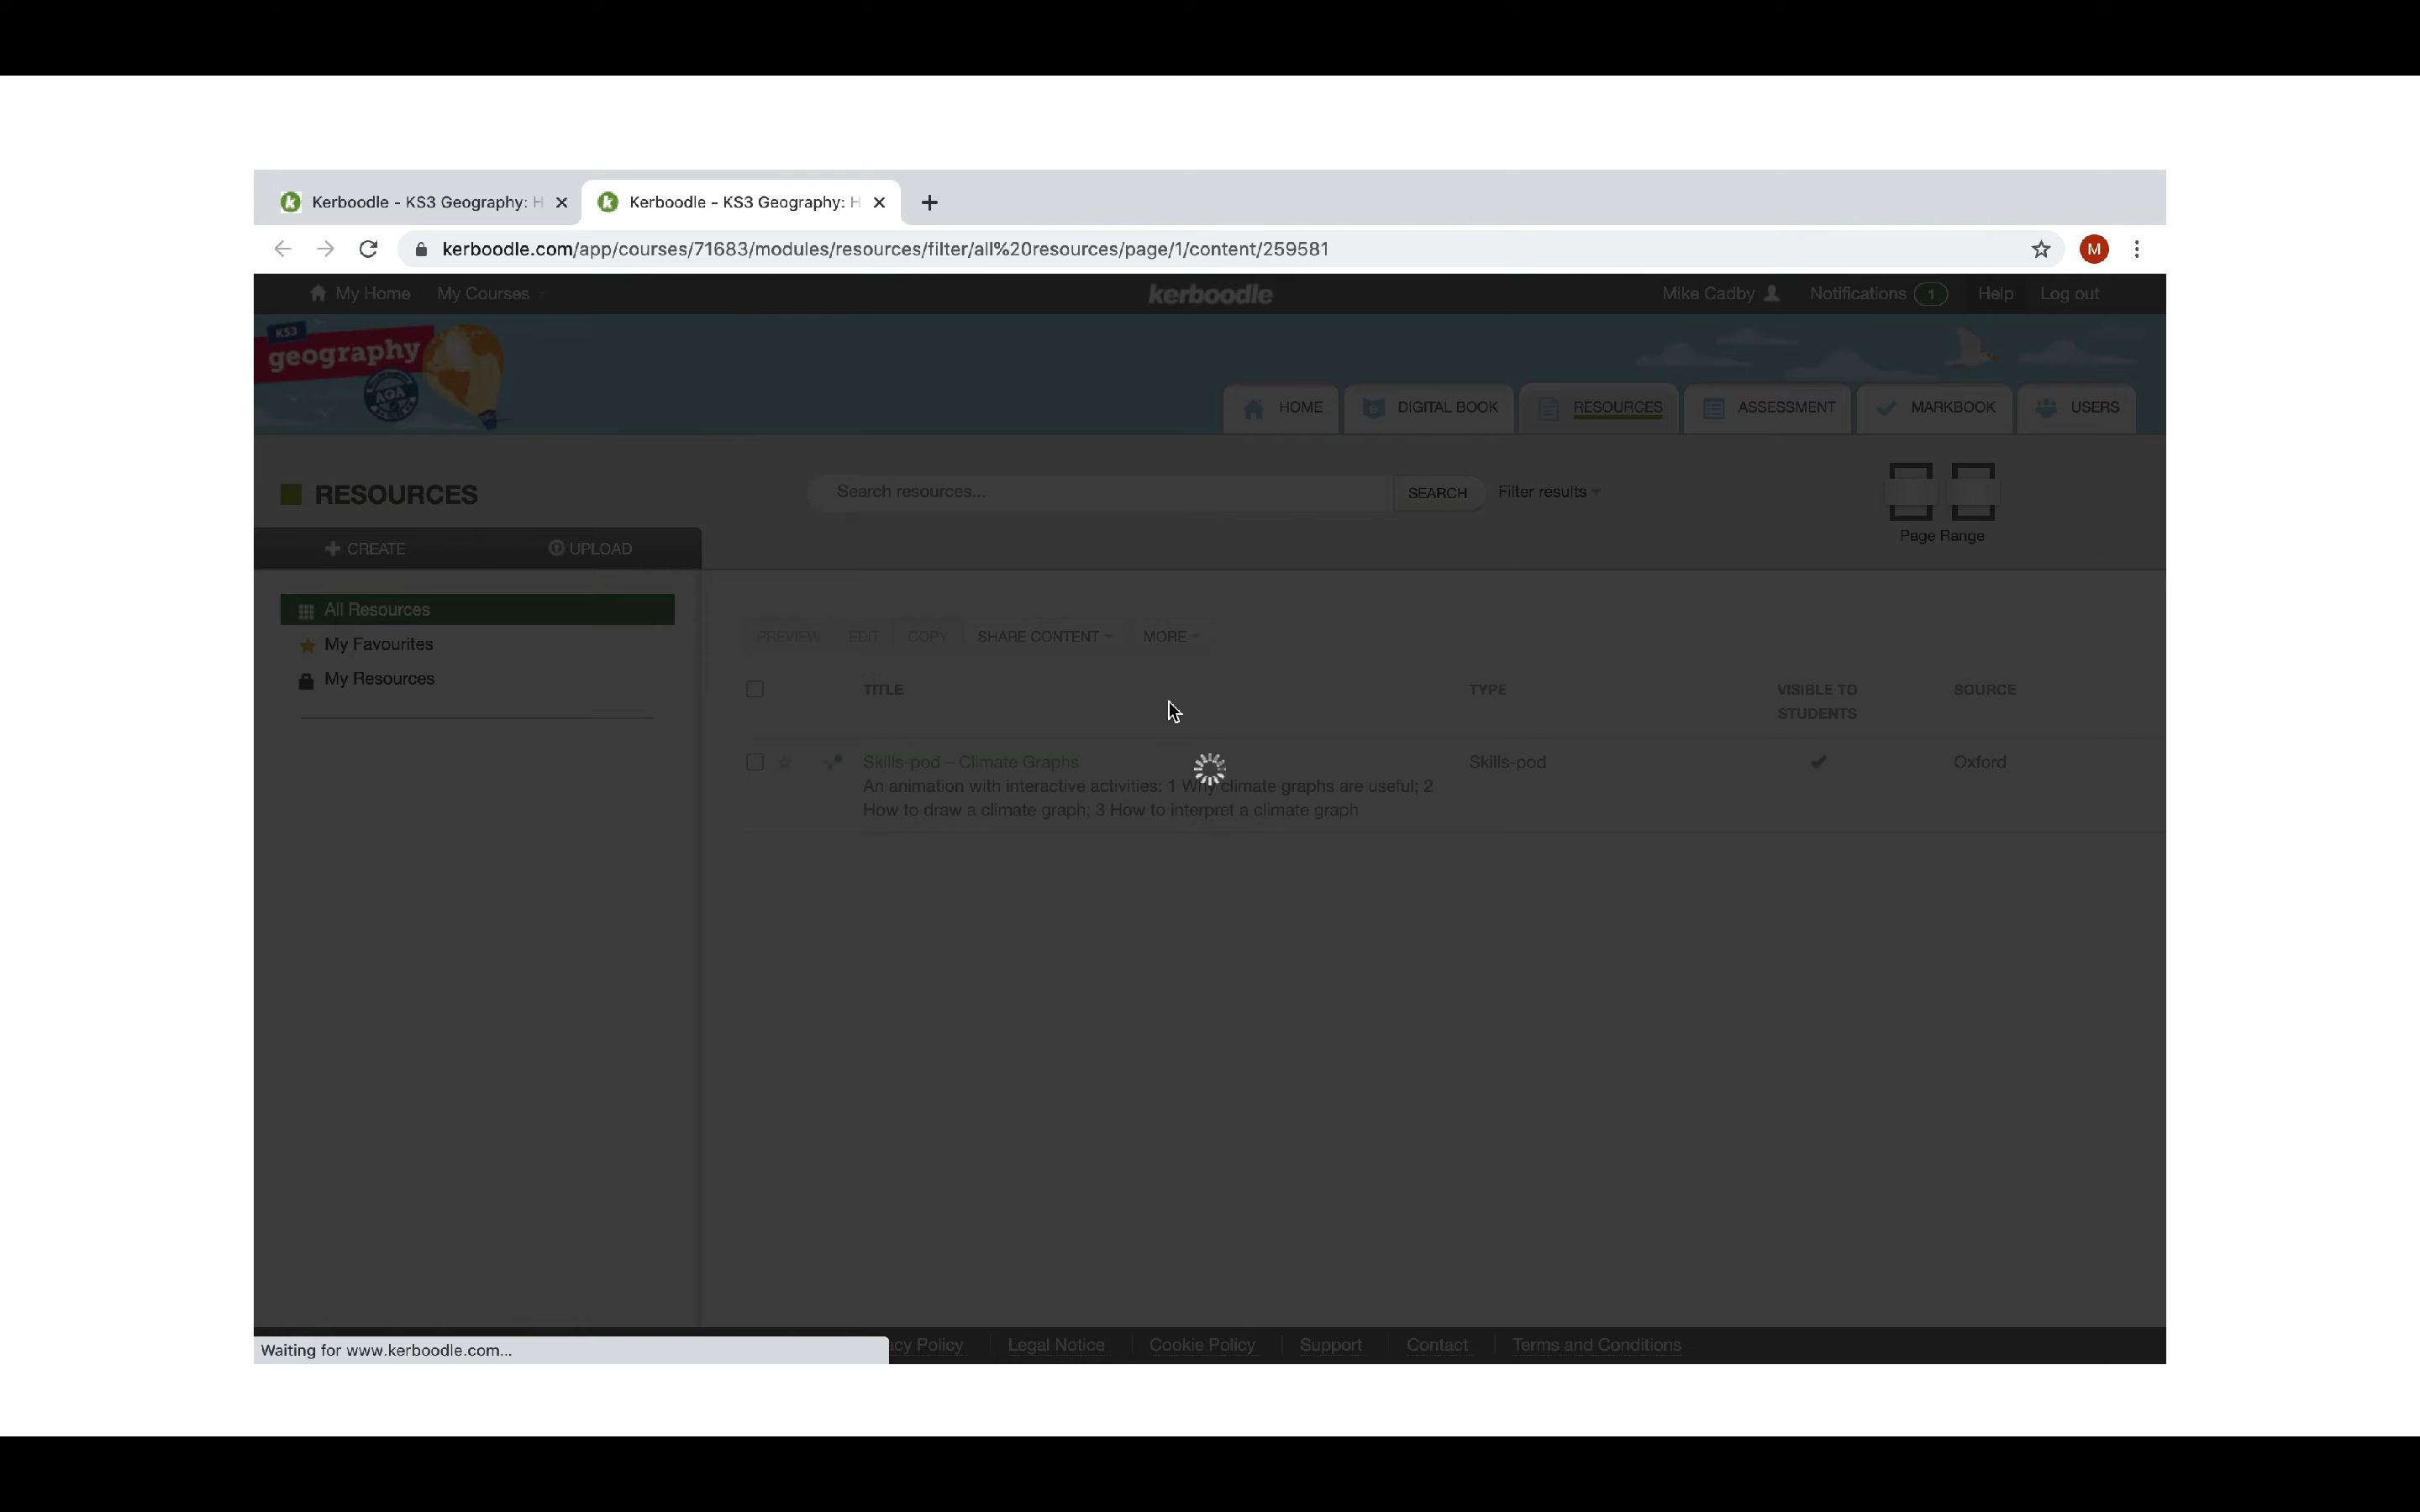 Kerboodle - KS3 Geography: H
Kerboodle - KS3 Geography: H
kerboodle.com/app/courses/71683/modules/resources/filter/all%20resources/page/1/content/259581
M
My Home My Courses kerboodle Mike Cadby Notifications 1 Help Log out
KS3
geography
AQA
HOME DIGITAL BOOK RESOURCES ASSESSMENT MARKBOOK USERS
RESOURCES
Search resources... SEARCH Filter results
Page Range
CREATE UPLOAD
All Resources
My Favourites
My Resources
PREVIEW EDIT COPY SHARE CONTENT MORE
TITLE TYPE VISIBLE TO STUDENTS SOURCE
Skills-pod – Climate Graphs Skills-pod Oxford
An animation with interactive activities: 1 Why climate graphs are useful; 2
How to draw a climate graph; 3 How to interpret a climate graph
Waiting for www.kerboodle.com... acy Policy Legal Notice Cookie Policy Support Contact Terms and Conditions